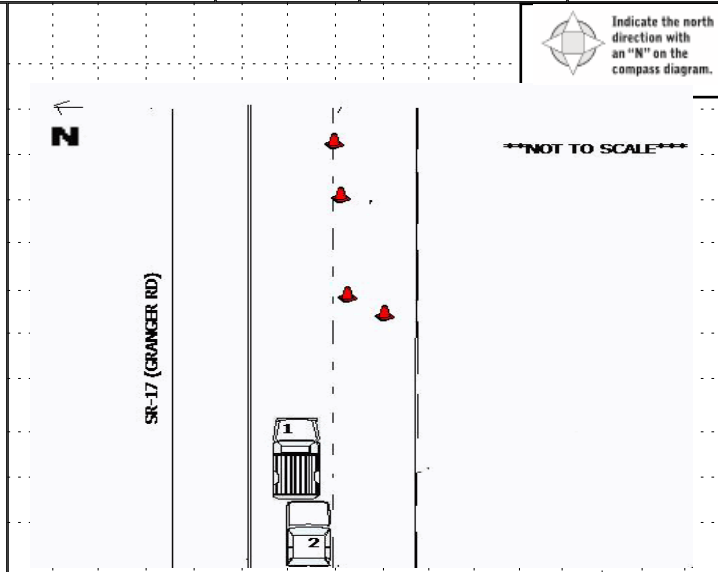 Indicate the north
direction with
an “N” on the
compass diagram.
N
***NOT TO SCALE***
SR-17 (GRANGER RD)
1
2